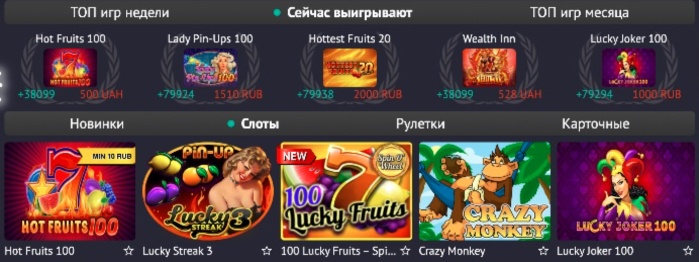 ТОП игр недели
Сейчас выигрывают
ТОП игр месяца
Hot Fruits 100
Lady Pin-Ups 100
Hottest Fruits 20
Wealth Inn
Lucky Joker 100
+38099 500 UAH
+79924 1510 RUB
+79938 2000 RUB
+38099 528 UAH
+79294 1000 RUB
Новинки
Слоты
Рулетки
Карточные
MIN 10 RUB
HOT FRUITS 100
PIN-UP
Lucky
STREAK 3
NEW
Spin O'
Wheel
100
7
Lucky Fruits
CRAZY
MONKEY
LUCKY JOKER 100
Hot Fruits 100
Lucky Streak 3
100 Lucky Fruits – Spi...
Crazy Monkey
Lucky Joker 100